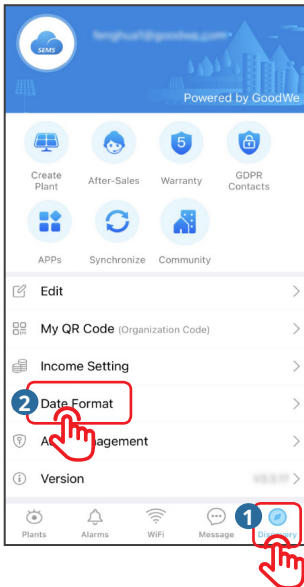 SEMS
Powered by GoodWe
5
Create Plant
After-Sales
Warranty
GDPR Contacts
APPs
Synchronize
Community
Edit
My QR Code (Organization Code)
Income Setting
2
Date Format
Version
Plants
Alarms
WiFi
Message
1